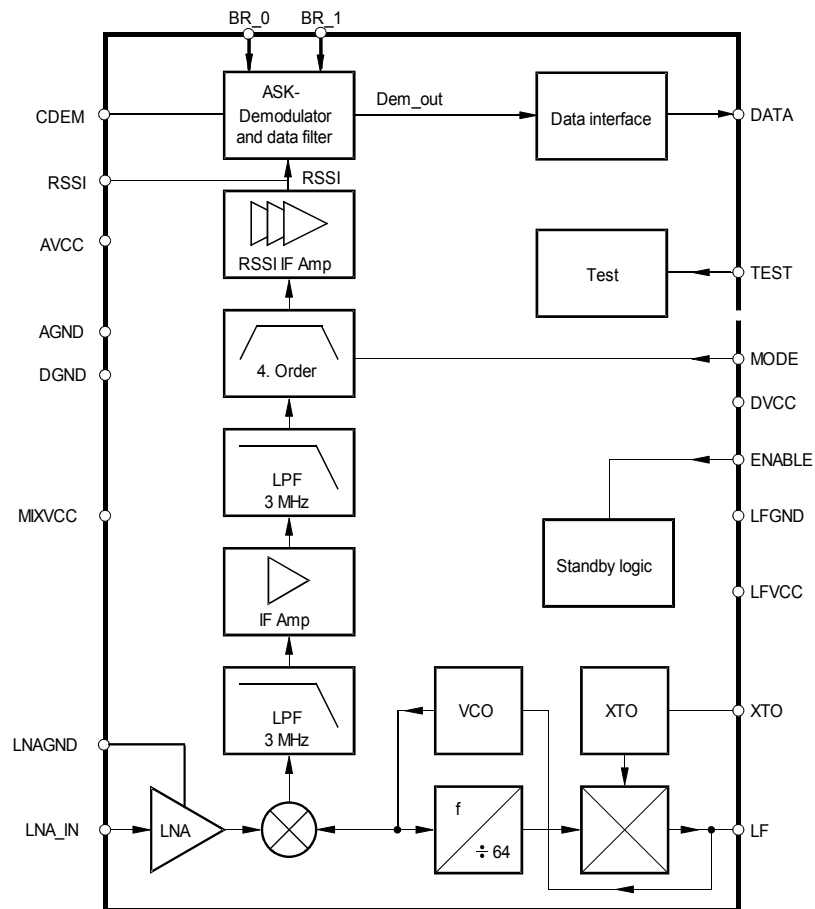 BR_0
BR_1
ASK-
Demodulator
and data filter
Dem_out
Data interface
CDEM
DATA
RSSI
RSSI
RSSI IF Amp
AVCC
Test
TEST
AGND
4. Order
MODE
DGND
DVCC
LPF
3 MHz
ENABLE
MIXVCC
LFGND
Standby logic
LFVCC
IF Amp
LPF
3 MHz
VCO
XTO
XTO
LNAGND
LNA_IN
LNA
f
÷ 64
LF